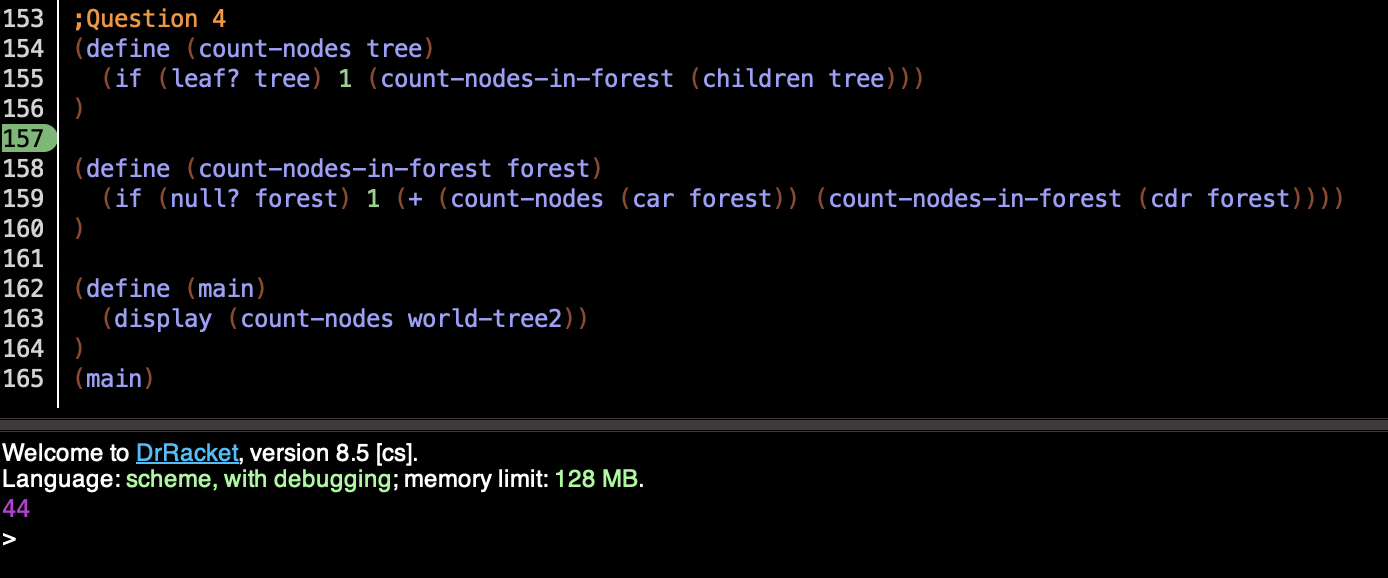 153 ;Question 4
154 (define (count-nodes tree)
155   (if (leaf? tree) 1 (count-nodes-in-forest (children tree)))
156 )
157
158 (define (count-nodes-in-forest forest)
159   (if (null? forest) 1 (+ (count-nodes (car forest)) (count-nodes-in-forest (cdr forest))))
160 )
161
162 (define (main)
163   (display (count-nodes world-tree2))
164 )
165 (main)
Welcome to DrRacket, version 8.5 [cs].
Language: scheme, with debugging; memory limit: 128 MB.
44
>